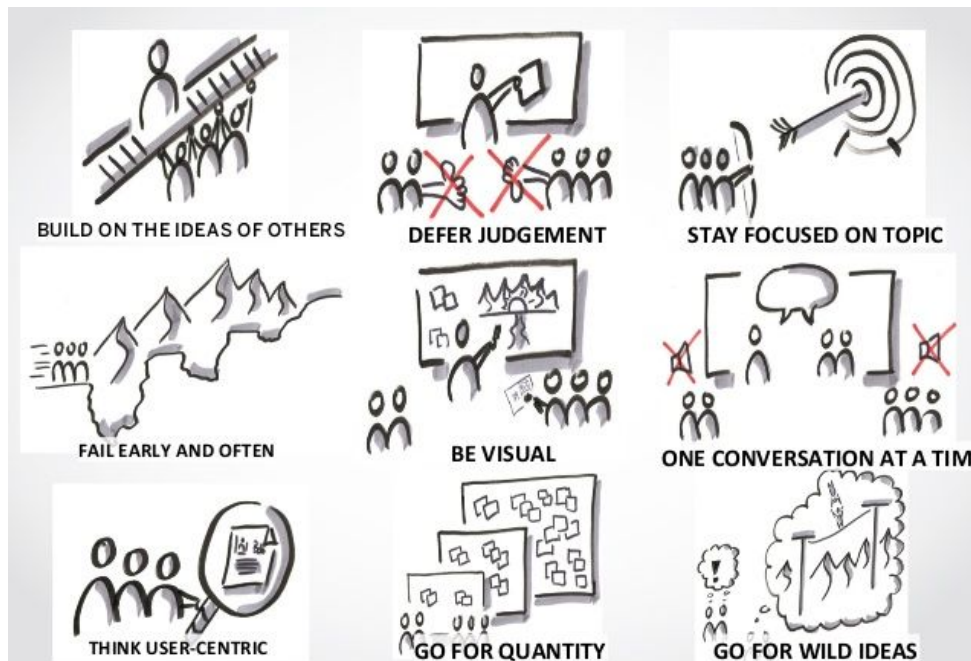 BUILD ON THE IDEAS OF OTHERS
DEFER JUDGEMENT
STAY FOCUSED ON TOPIC
FAIL EARLY AND OFTEN
BE VISUAL
ONE CONVERSATION AT A TIM
THINK USER-CENTRIC
GO FOR QUANTITY
GO FOR WILD IDEAS